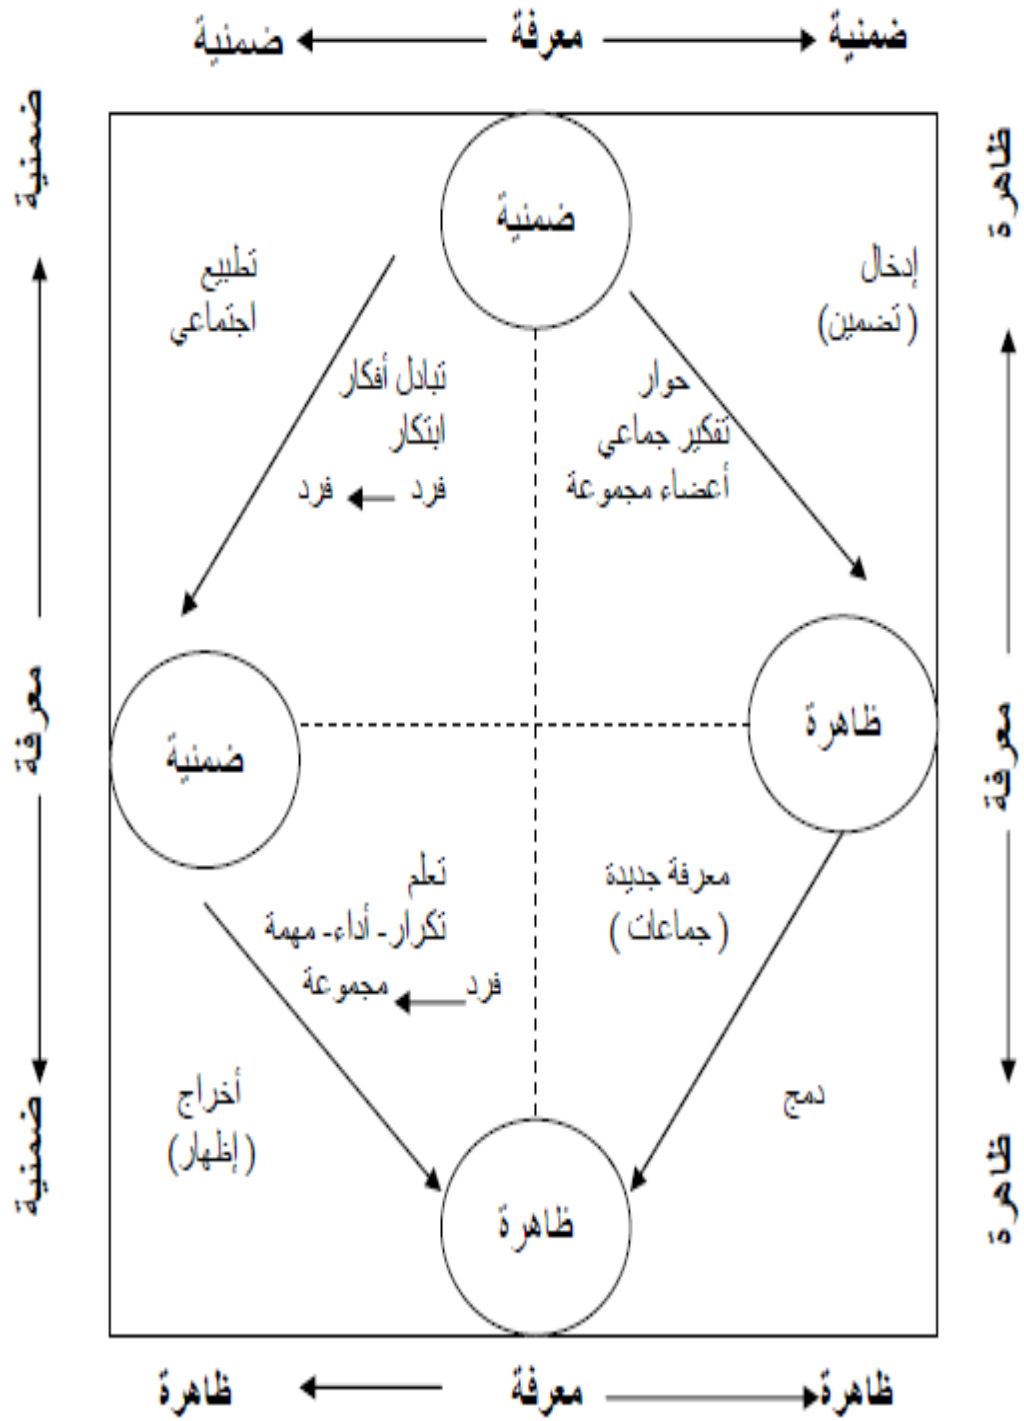 ضمنية معرفة ضمنية
ظاهرة
ضمنية
ضمنية
إدخال
(تضمين)
تطبيع
اجتماعي
حوار
تفكير جماعي
أعضاء مجموعة
تبادل أفكار
ابتكار
فرد فرد
معرفة
ظاهرة
ضمنية
معرفة
معرفة جديدة
(جماعات)
تعلم
تكرار- أداء- مهمة
فرد مجموعة
دمج
أخراج
(إظهار)
ظاهرة
ظاهرة
ضمنية
ظاهرة معرفة ظاهرة